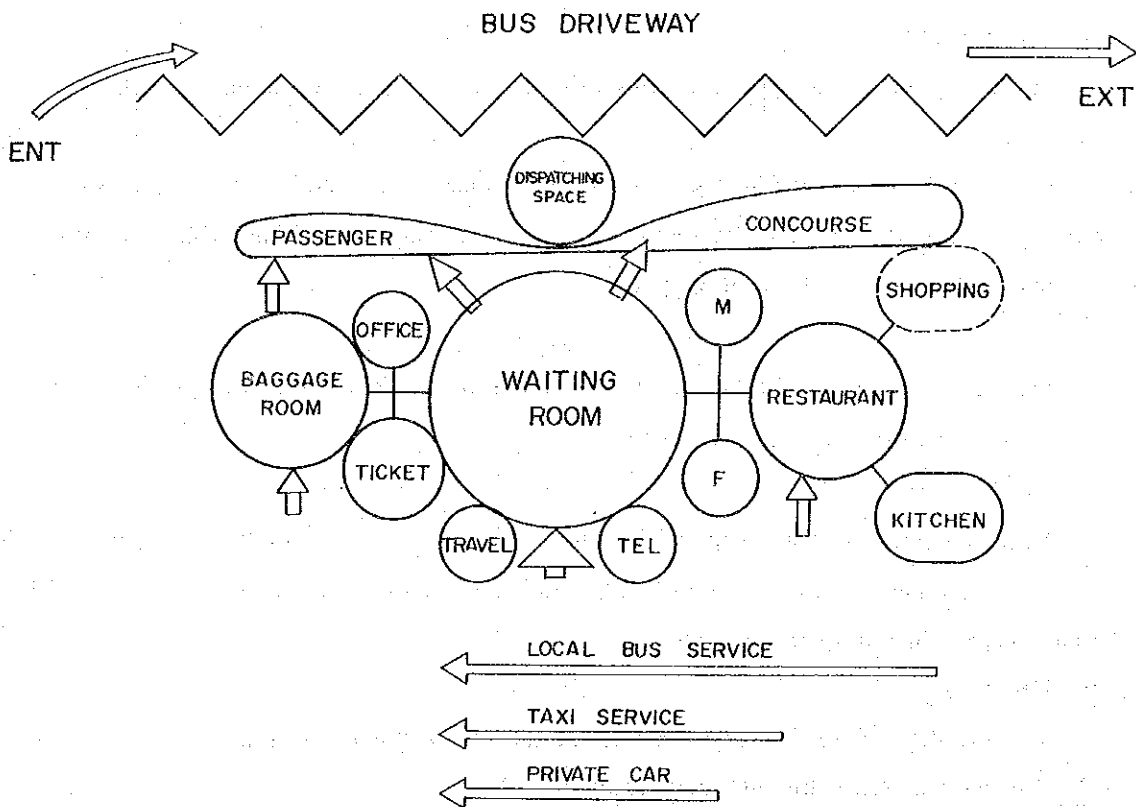 BUS DRIVEWAY
ENT
EXT
DISPATCHING
SPACE
PASSENGER
CONCOURSE
SHOPPING
OFFICE
M
BAGGAGE
ROOM
WAITING
ROOM
RESTAURANT
TICKET
F
KITCHEN
TRAVEL
TEL
LOCAL BUS SERVICE
TAXI SERVICE
PRIVATE CAR